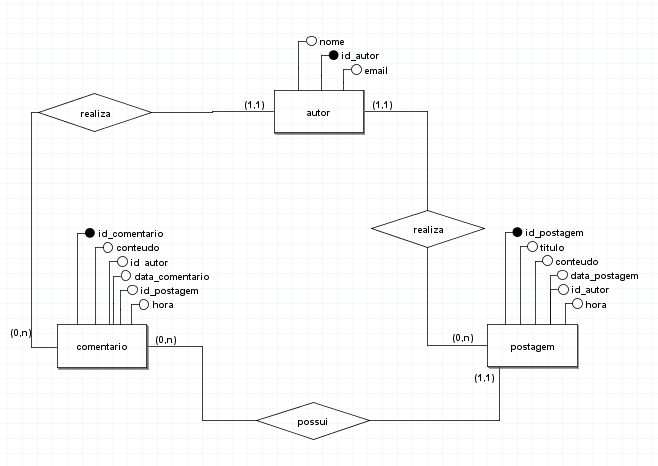 nome
id_autor
email
(1,1)
(1,1)
realiza
autor
realiza
id_comentario
conteudo
id_autor
data_comentario
id_postagem
hora
id_postagem
titulo
conteudo
data_postagem
id_autor
hora
(0,n)
(0,n)
(0,n)
comentario
postagem
(1,1)
possui